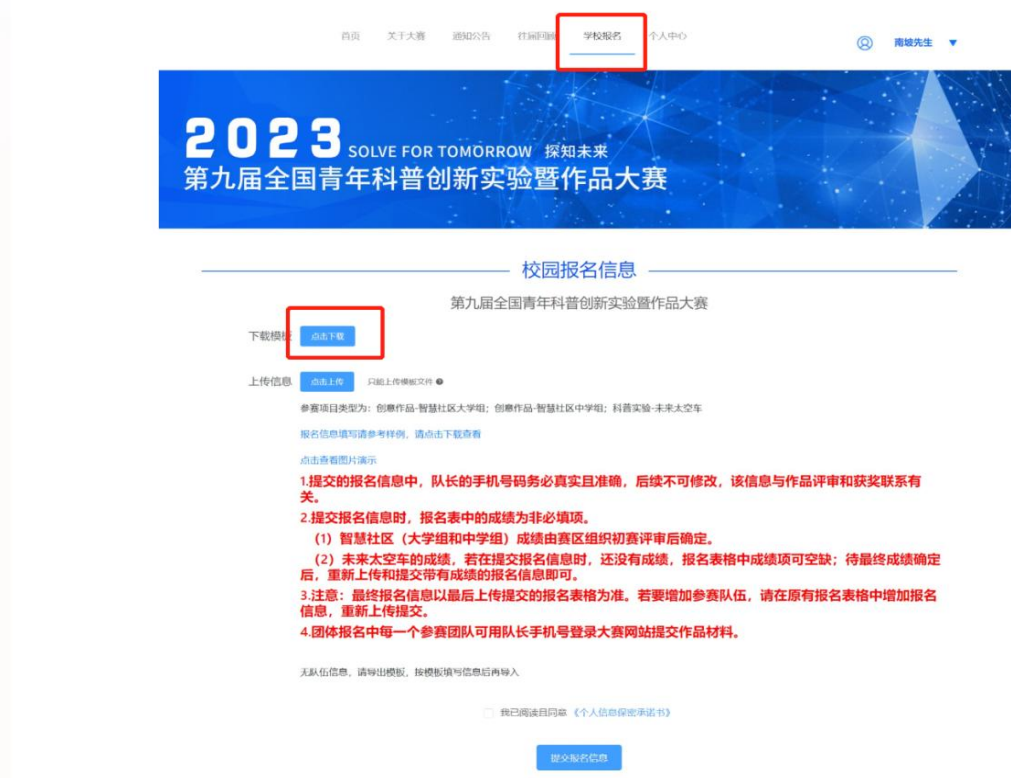 首页 关于大赛 通知公告 往届回顾 学校报名 个人中心 南坡先生
2023 SOLVE FOR TOMORROW 探知未来
第九届全国青年科普创新实验暨作品大赛
校园报名信息
第九届全国青年科普创新实验暨作品大赛
下载模板 点击下载
上传信息 点击上传 只能上传模板文件
参赛项目类型为：创意作品-智慧社区大学组；创意作品-智慧社区中学组；科普实验-未来太空车
报名信息填写请参考样例，请点击下载查看
点击查看图片演示
1.提交的报名信息中，队长的手机号码务必真实且准确，后续不可修改，该信息与作品评审和获奖联系有
关。
2.提交报名信息时，报名表中的成绩为非必填项。
（1）智慧社区（大学组和中学组）成绩由赛区组织初赛评审后确定。
（2）未来太空车的成绩，若在提交报名信息时，还没有成绩，报名表格中成绩项可空缺；待最终成绩确定
后，重新上传和提交带有成绩的报名信息即可。
3.注意：最终报名信息以最后上传提交的报名表格为准。若要增加参赛队伍，请在原有报名表格中增加报名
信息，重新上传提交。
4.团体报名中每一个参赛团队可用队长手机号登录大赛网站提交作品材料。
无队伍信息，请导出模板，按模板填写信息后再导入
我已阅读且同意 《个人信息保密承诺书》
提交报名信息